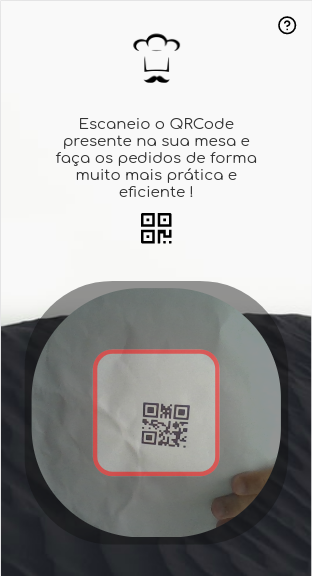 Escaneio o QRCode
presente na sua mesa e
faça os pedidos de forma
muito mais prática e
eficiente !